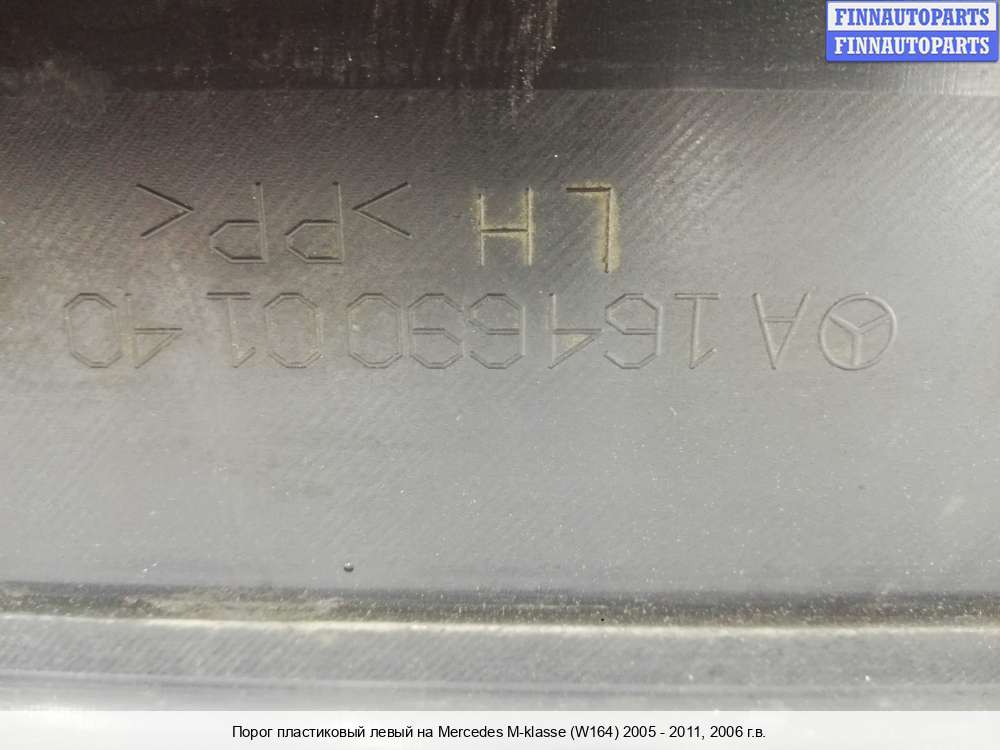 FINNAUTOPARTS
FINNAUTOPARTS
A 164 690 01 40
LH >PP<
Порог пластиковый левый на Mercedes M-klasse (W164) 2005 - 2011, 2006 г.в.